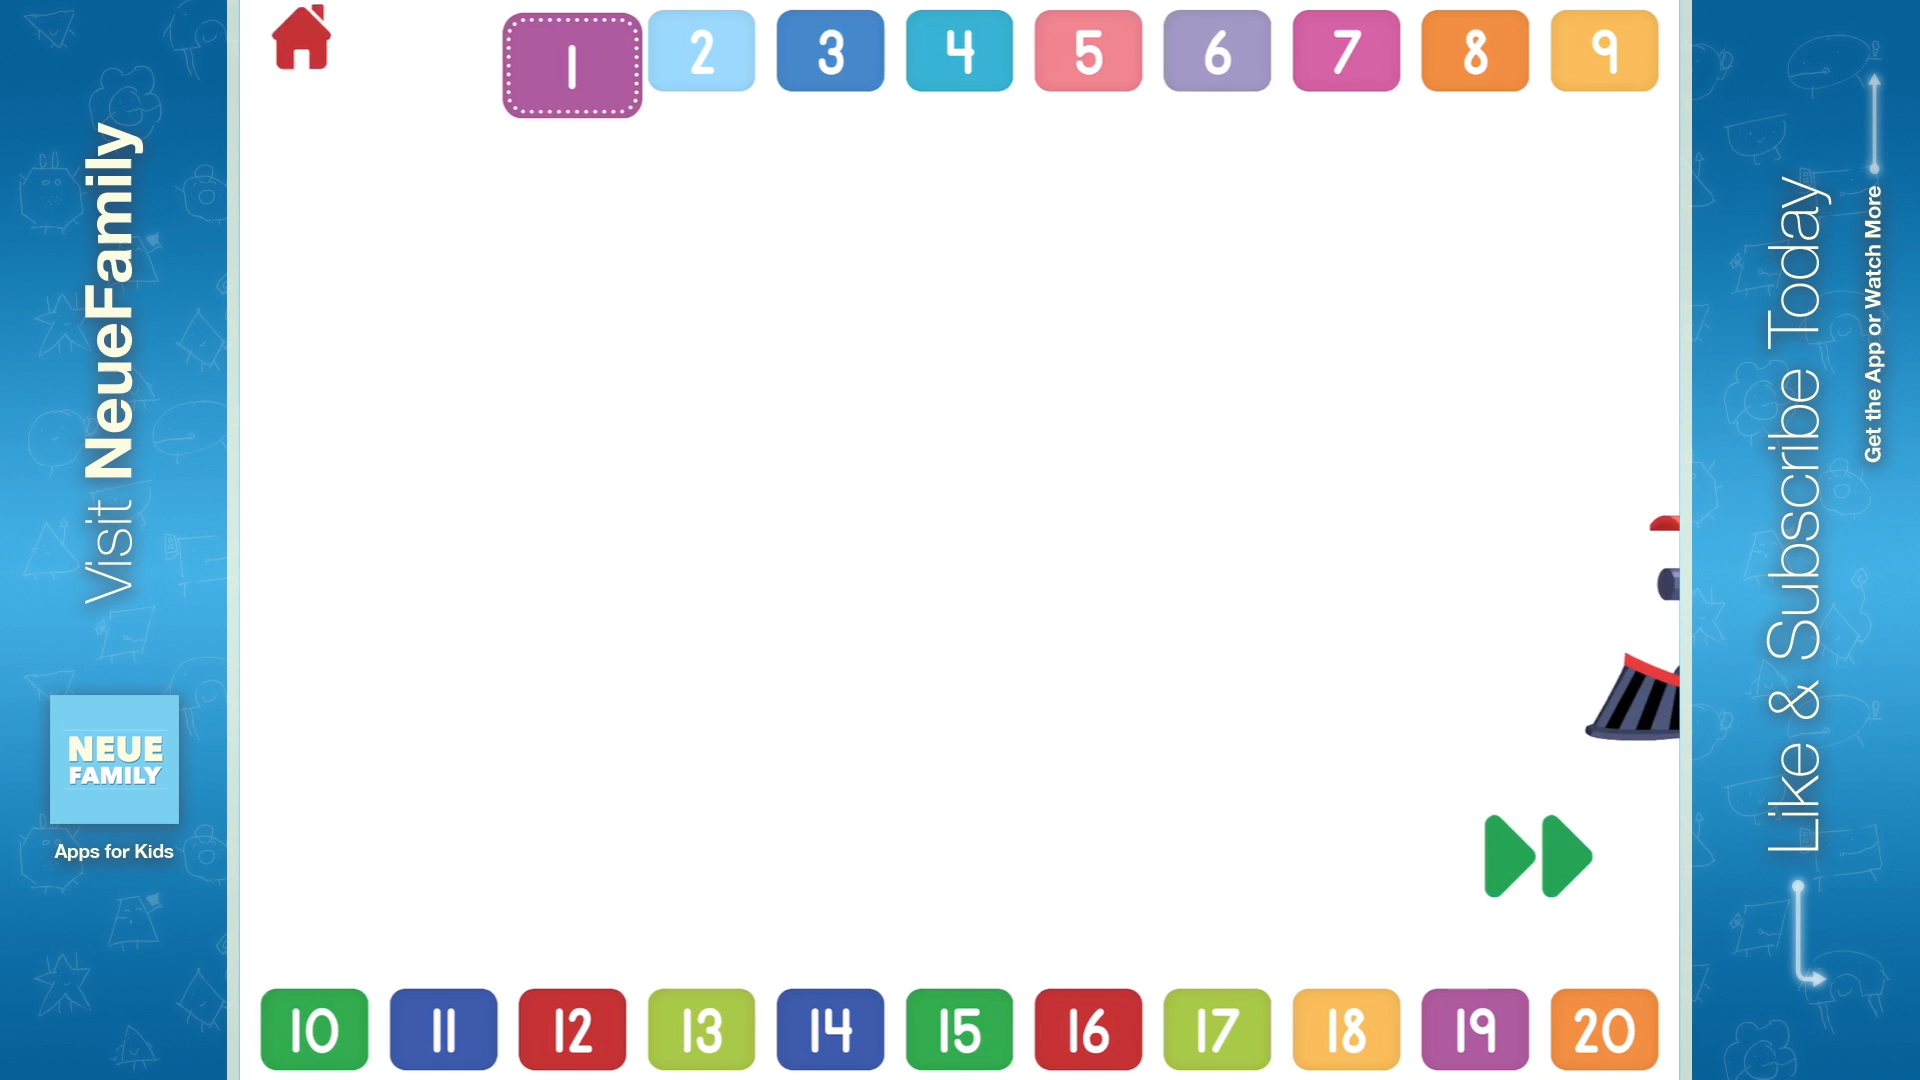 1 2 3 4 5 6 7 8 9
Visit NeueFamily
NEUE
FAMILY
Apps for Kids
Like & Subscribe Today
Get the App or Watch More
10 11 12 13 14 15 16 17 18 19 20